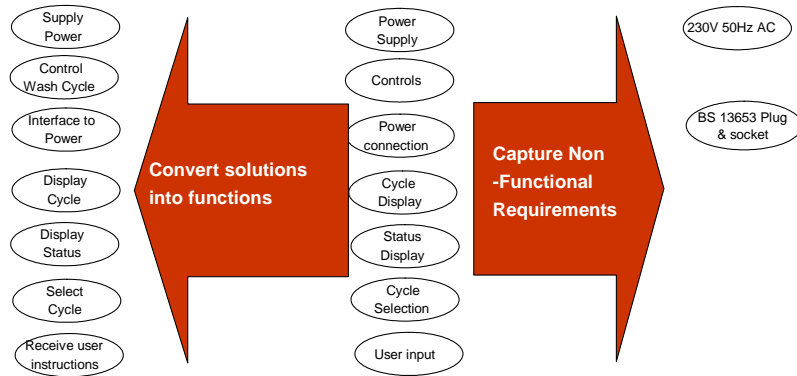 Supply
Power
Control
Wash Cycle
Interface to
Power
Display
Cycle
Display
Status
Select
Cycle
Receive user
instructions
Convert solutions
into functions
Power
Supply
Controls
Power
connection
Cycle
Display
Status
Display
Cycle
Selection
User input
Capture Non
-Functional
Requirements
230V 50Hz AC
BS 13653 Plug
& socket